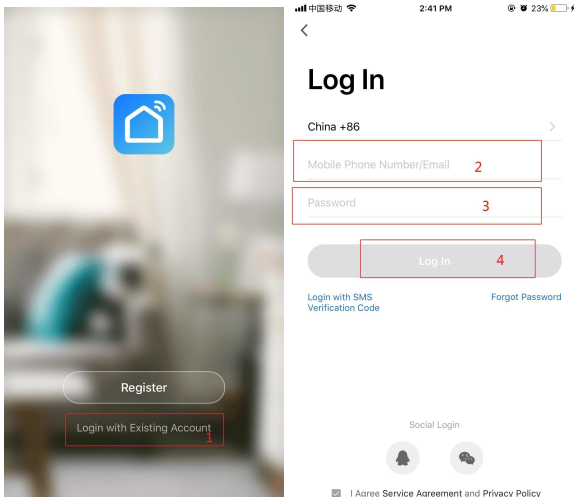 Register
Login with Existing Account
1
中国移动
2:41 PM
23%
Log In
China +86
Mobile Phone Number/Email
2
Password
3
Log In
4
Login with SMS
Verification Code
Forgot Password
Social Login
I Agree Service Agreement and Privacy Policy